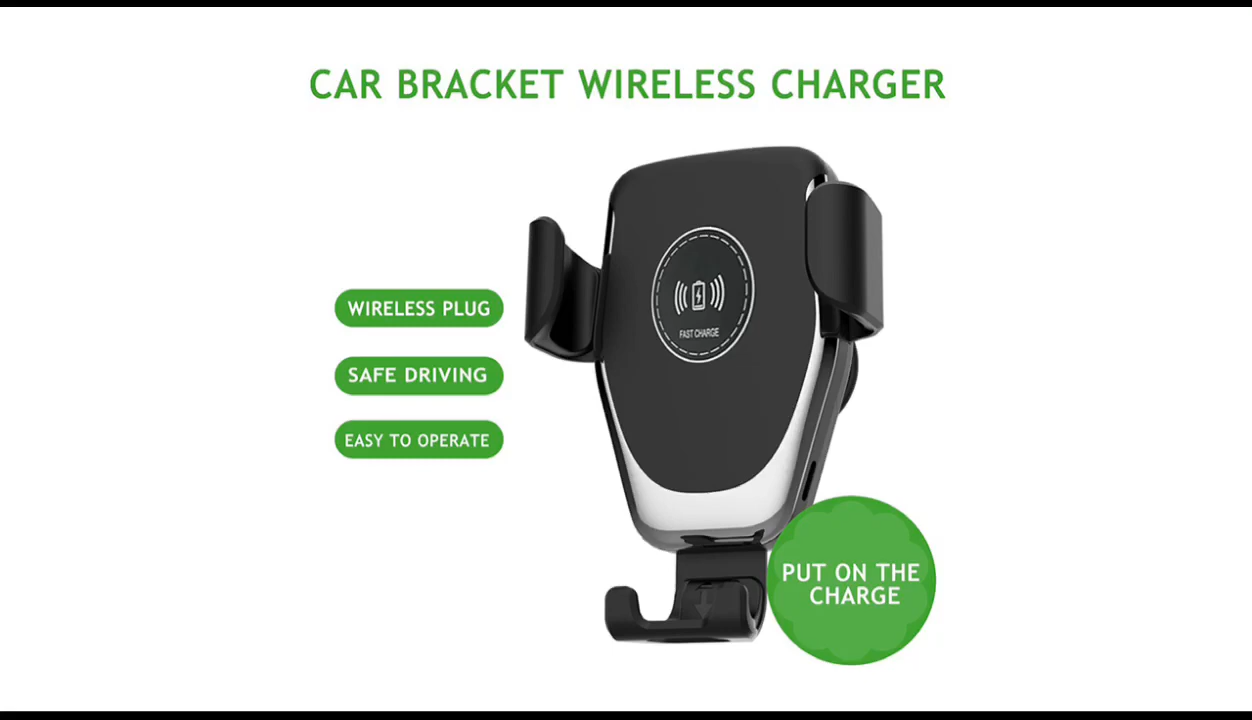 CAR BRACKET WIRELESS CHARGER
WIRELESS PLUG
SAFE DRIVING
EASY TO OPERATE
FAST CHARGE
PUT ON THE
CHARGE